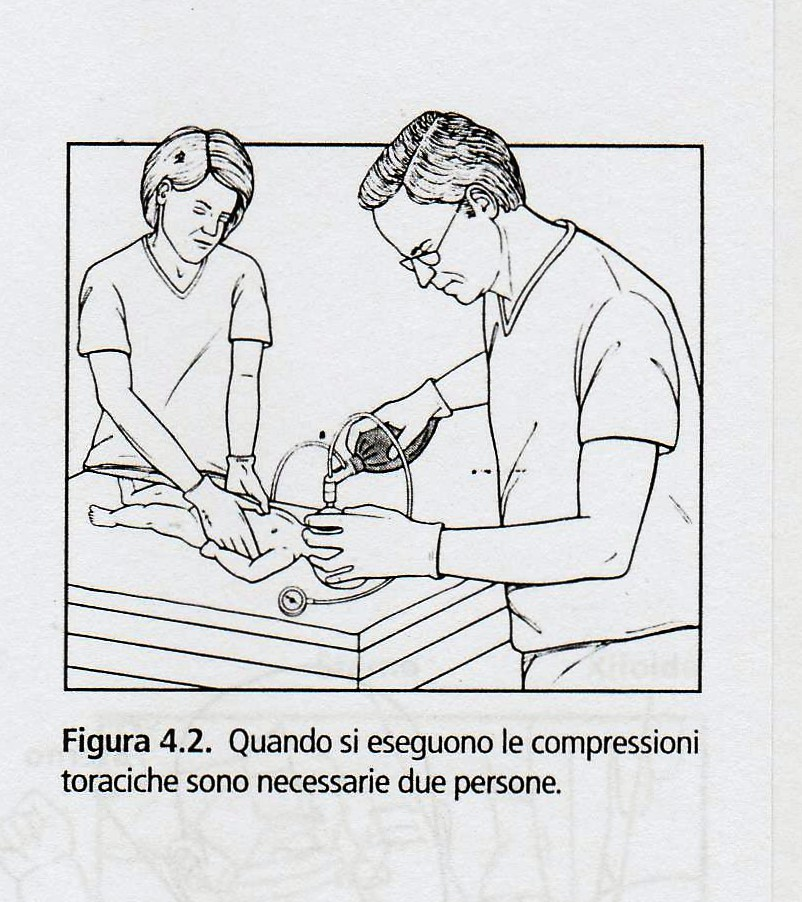 Figura 4.2. Quando si eseguono le compressioni
toraciche sono necessarie due persone.